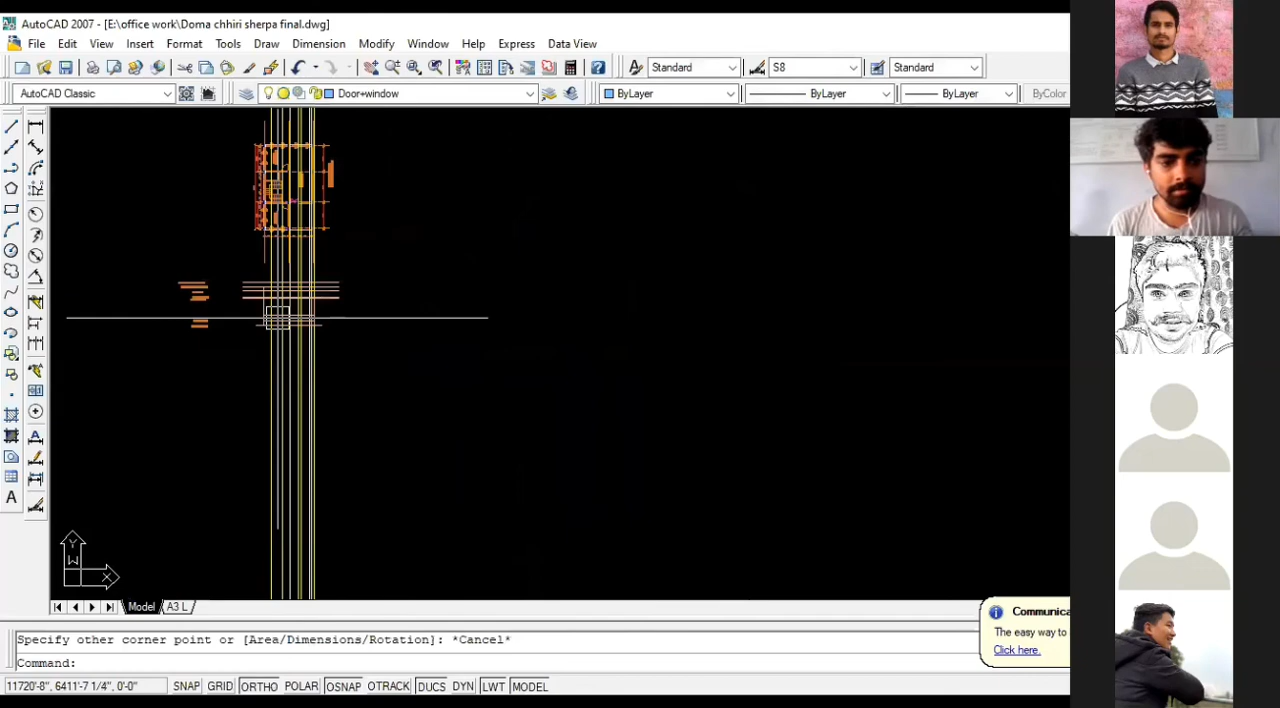 AutoCAD 2007 - [E:\office work\Doma chhiri sherpa final.dwg]
File Edit View Insert Format Tools Draw Dimension Modify Window Help Express Data View
Standard S8 Standard
AutoCAD Classic Door+window ByLayer ByLayer ByLayer ByColor
A
Y
W
X
Model A3 L
Communica
The easy way to
Click here.
Specify other corner point or [Area/Dimensions/Rotation]: *Cancel*
Command:
11720'-8", 6411'-7 1/4", 0'-0" SNAP GRID ORTHO POLAR OSNAP OTRACK DUCS DYN LWT MODEL